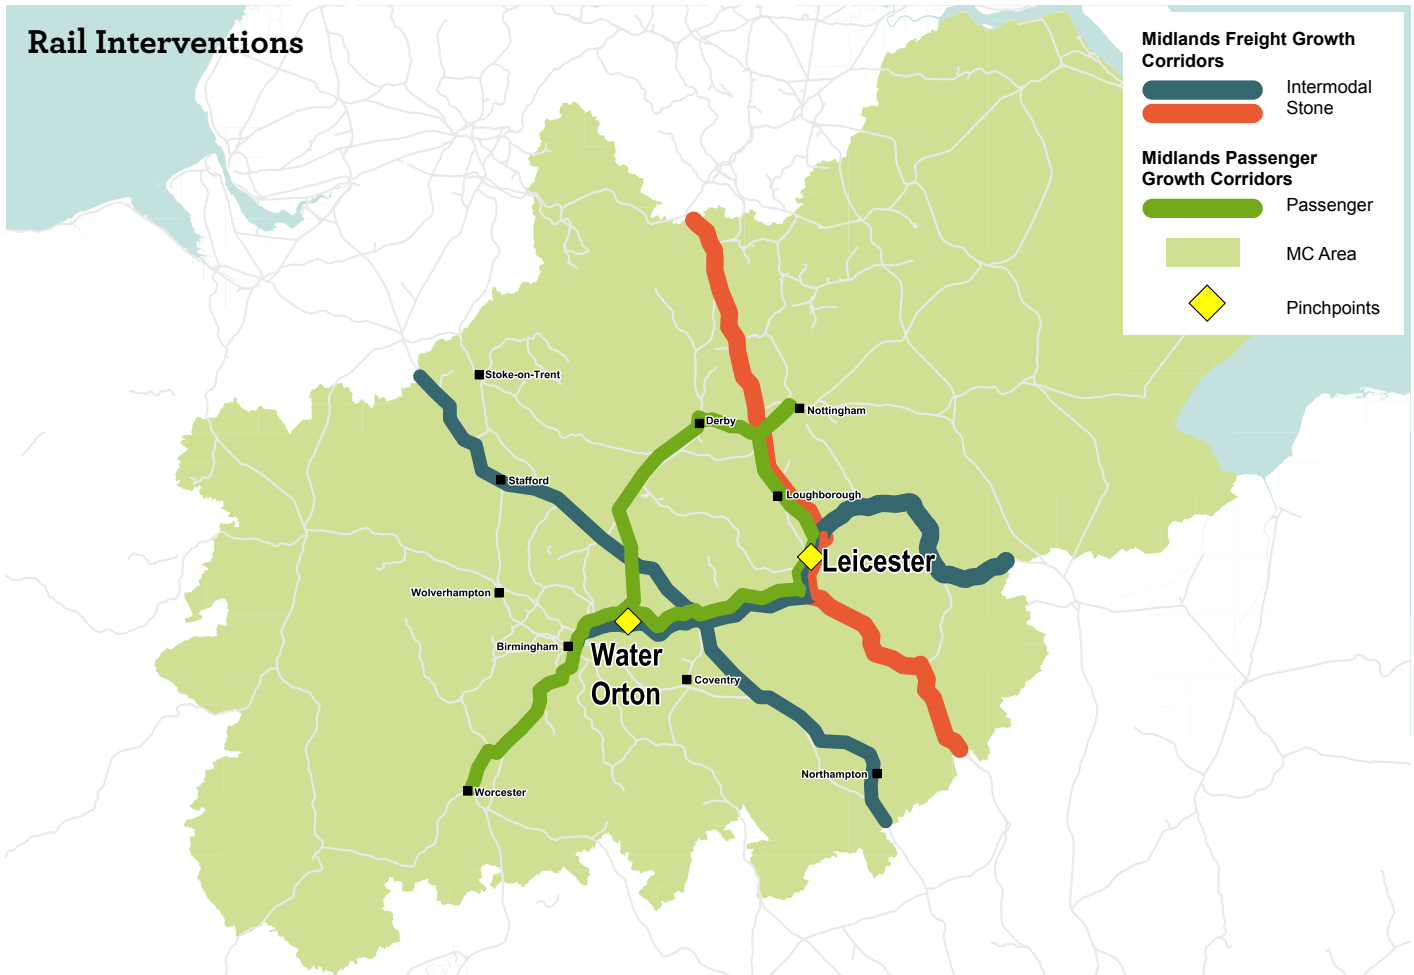 Rail Interventions
Midlands Freight Growth
Corridors
Intermodal
Stone
Midlands Passenger
Growth Corridors
Passenger
MC Area
Pinchpoints
Stoke-on-Trent
Nottingham
Derby
Stafford
Loughborough
Leicester
Wolverhampton
Birmingham
Water
Orton
Coventry
Northampton
Worcester